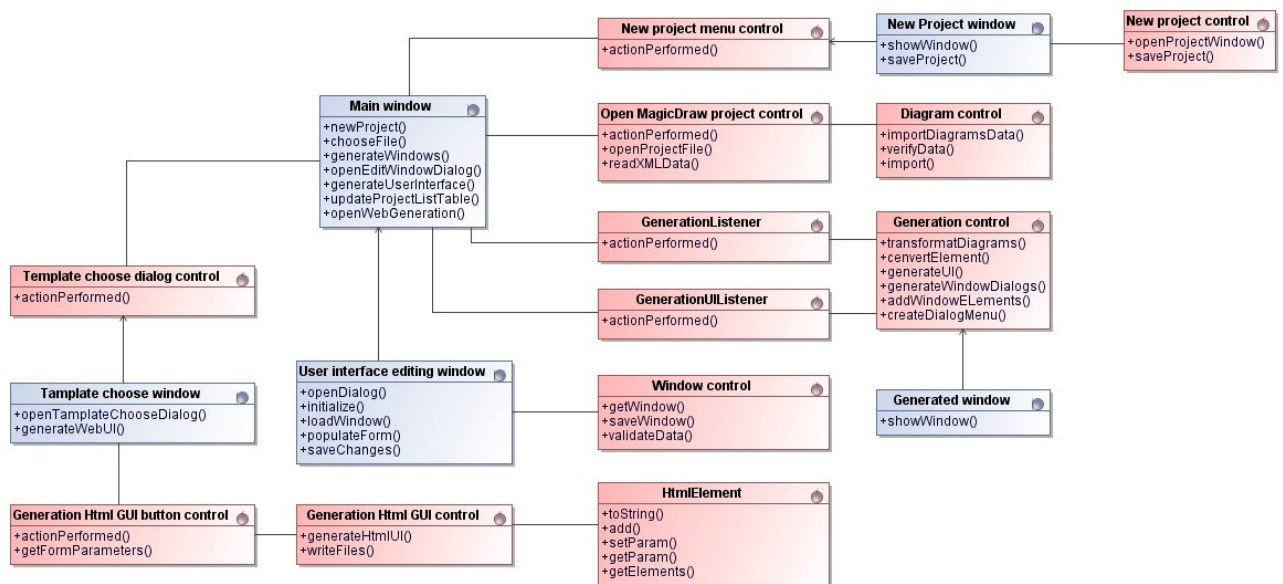 New project menu control
+actionPerformed()
New Project window
+showWindow()
+saveProject()
New project control
+openProjectWindow()
+saveProject()
Main window
+newProject()
+chooseFile()
+generateWindows()
+openEditWindowDialog()
+generateUserInterface()
+updateProjectListTable()
+openWebGeneration()
Open MagicDraw project control
+actionPerformed()
+openProjectFile()
+readXMLData()
Diagram control
+importDiagramsData()
+verifyData()
+import()
GenerationListener
+actionPerformed()
Generation control
+transformatDiagrams()
+cenvertElement()
+generateUI()
+generateWindowDialogs()
+addWindowELements()
+createDialogMenu()
Template choose dialog control
+actionPerformed()
GenerationUIListener
+actionPerformed()
Tamplate choose window
+openTamplateChooseDialog()
+generateWebUI()
User interface editing window
+openDialog()
+initialize()
+loadWindow()
+populateForm()
+saveChanges()
Window control
+getWindow()
+saveWindow()
+validateData()
Generated window
+showWindow()
Generation Html GUI button control
+actionPerformed()
+getFormParameters()
Generation Html GUI control
+generateHtmlUI()
+writeFiles()
HtmlElement
+toString()
+add()
+setParam()
+getParam()
+getElements()